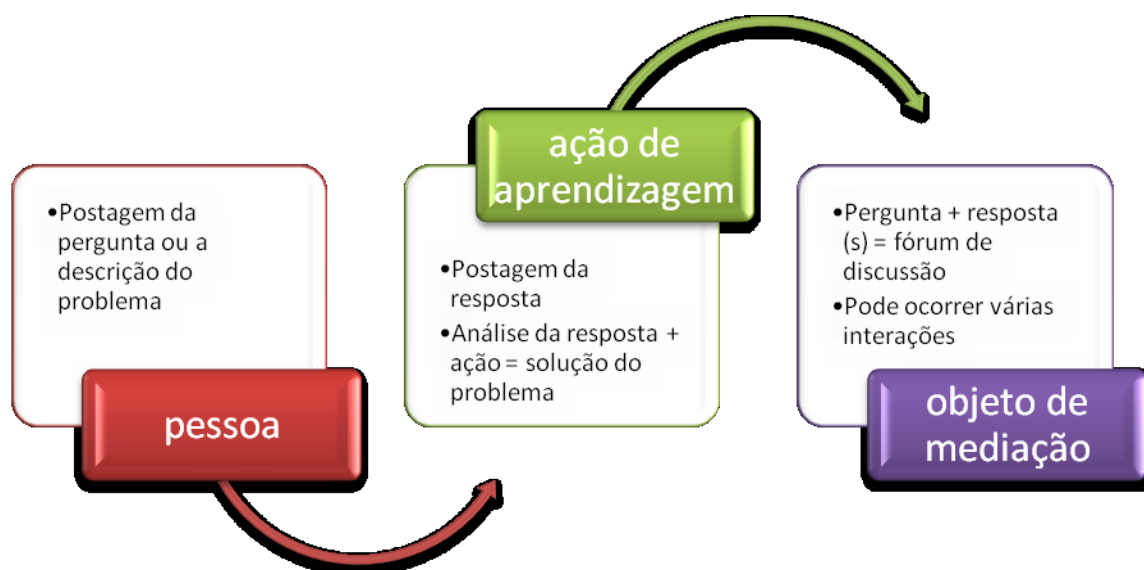 •Postagem da
pergunta ou a
descrição do
problema
pessoa
ação de
aprendizagem
•Postagem da
resposta
•Análise da resposta +
ação = solução do
problema
•Pergunta + resposta
(s) = fórum de
discussão
•Pode ocorrer várias
interações
objeto de
mediação